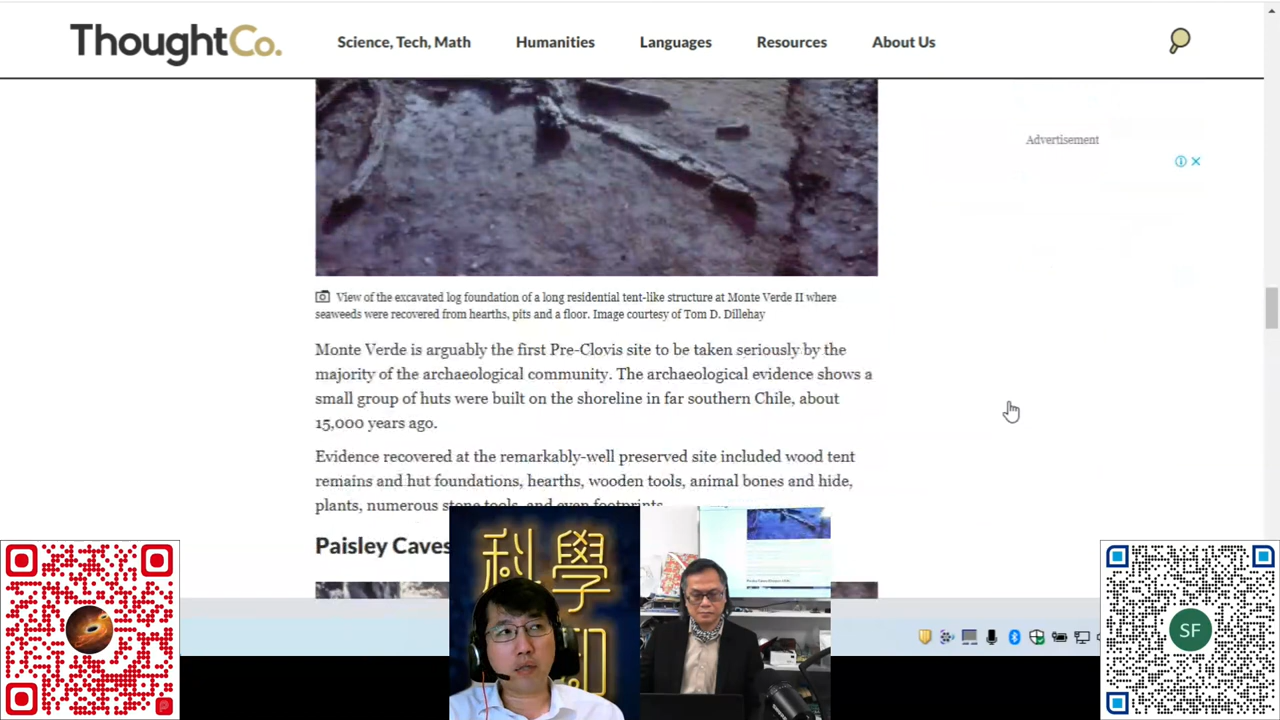 ThoughtCo.
Science, Tech, Math
Humanities
Languages
Resources
About Us
Advertisement
View of the excavated log foundation of a long residential tent-like structure at Monte Verde II where
seaweeds were recovered from hearths, pits and a floor. Image courtesy of Tom D. Dillehay
Monte Verde is arguably the first Pre-Clovis site to be taken seriously by the
majority of the archaeological community. The archaeological evidence shows a
small group of huts were built on the shoreline in far southern Chile, about
15,000 years ago.
Evidence recovered at the remarkably-well preserved site included wood tent
remains and hut foundations, hearths, wooden tools, animal bones and hide,
plants, numerous stone tools, and even footprints.
Paisley Caves
科學
SF